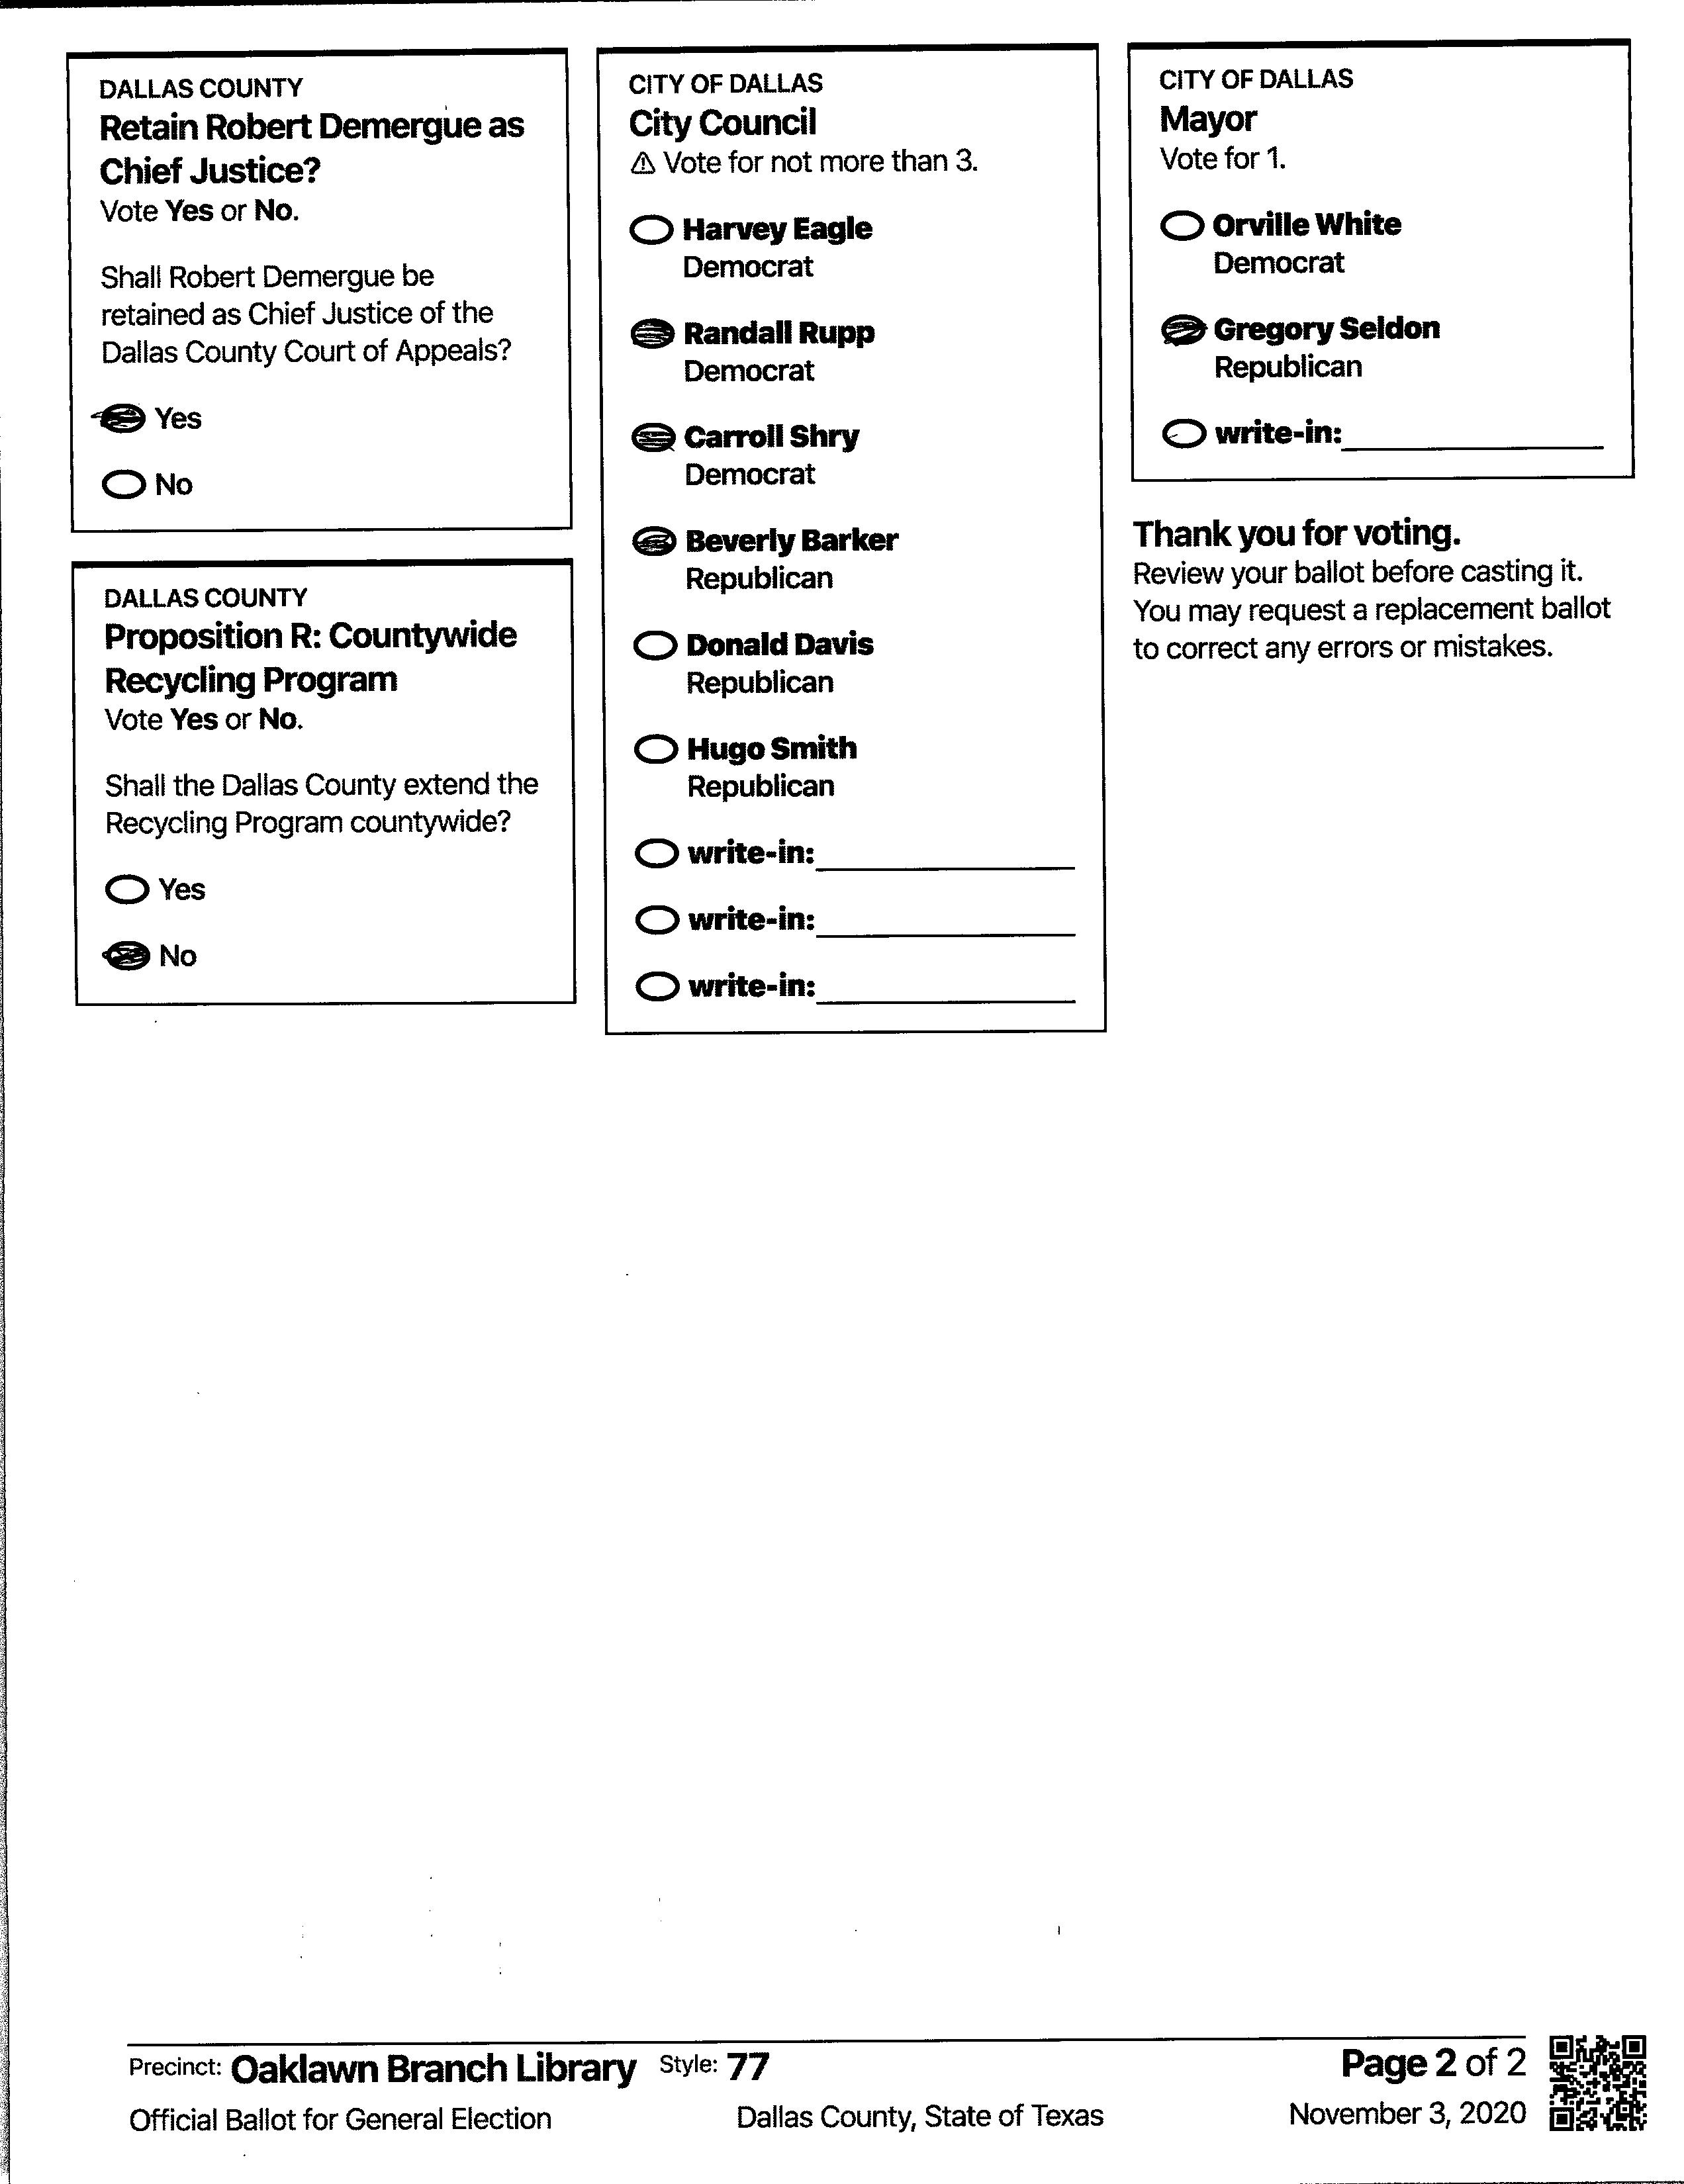 DALLAS COUNTY
Retain Robert Demergue as
Chief Justice?
Vote Yes or No.
Shall Robert Demergue be
retained as Chief Justice of the
Dallas County Court of Appeals?
Yes
No
DALLAS COUNTY
Proposition R: Countywide
Recycling Program
Vote Yes or No.
Shall the Dallas County extend the
Recycling Program countywide?
Yes
No
CITY OF DALLAS
City Council
⚠ Vote for not more than 3.
Harvey Eagle
Democrat
Randall Rupp
Democrat
Carroll Shry
Democrat
Beverly Barker
Republican
Donald Davis
Republican
Hugo Smith
Republican
write-in:
write-in:
write-in:
CITY OF DALLAS
Mayor
Vote for 1.
Orville White
Democrat
Gregory Seldon
Republican
write-in:
Thank you for voting.
Review your ballot before casting it.
You may request a replacement ballot
to correct any errors or mistakes.
Precinct: Oaklawn Branch Library Style: 77 Page 2 of 2
Official Ballot for General Election Dallas County, State of Texas November 3, 2020